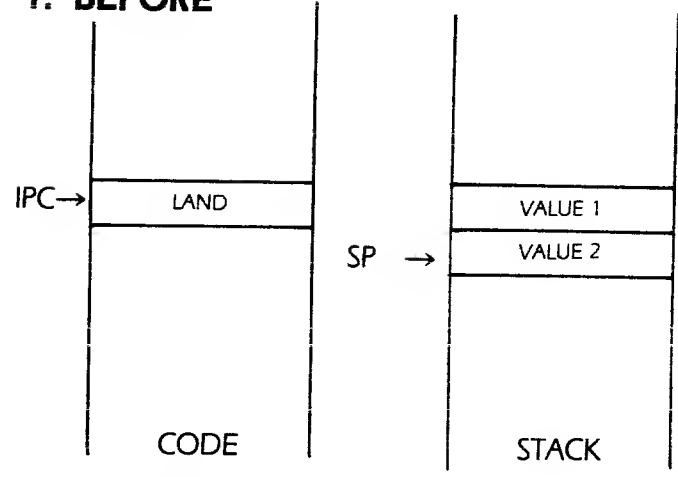 1. BEFORE
IPC→ LAND
VALUE 1
SP → VALUE 2
CODE
STACK